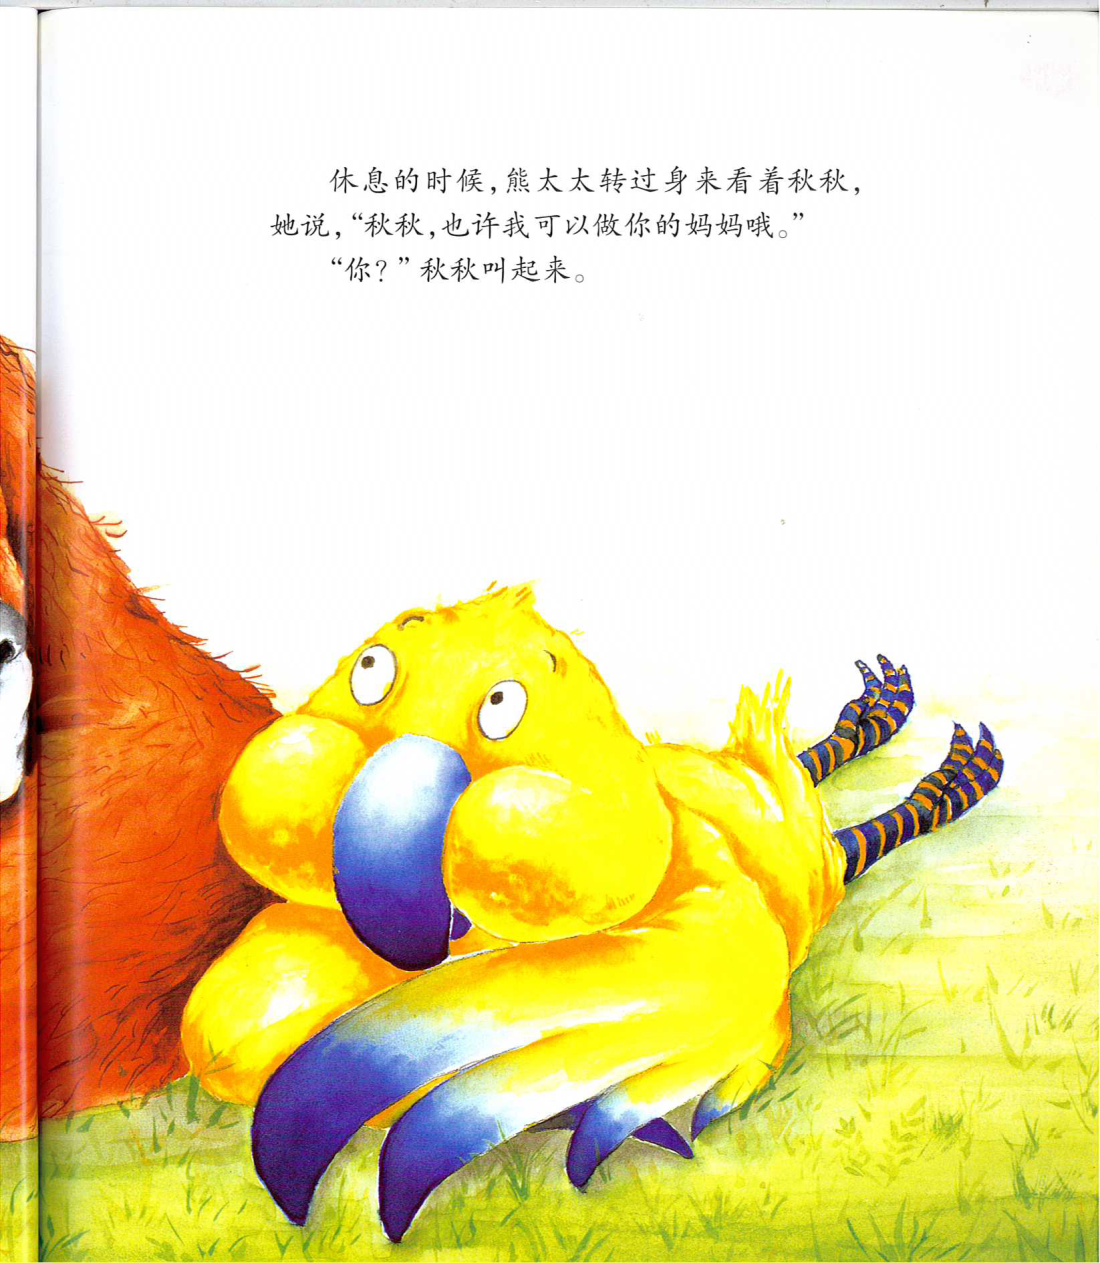 休息的时候，熊太太转过身来看着秋秋，
她说，“秋秋，也许我可以做你的妈妈哦。”
“你？”秋秋叫起来。